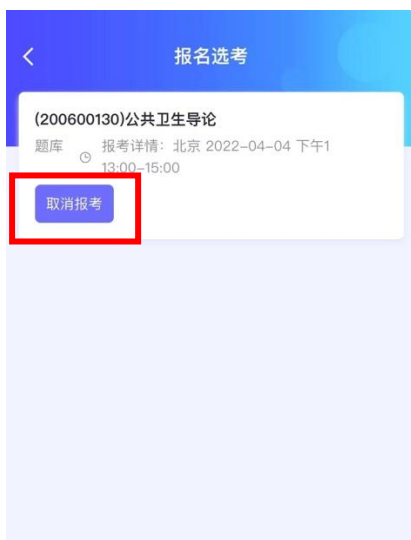 报名选考
(200600130)公共卫生导论
题库 报考详情：北京 2022-04-04 下午1
13:00-15:00
取消报考